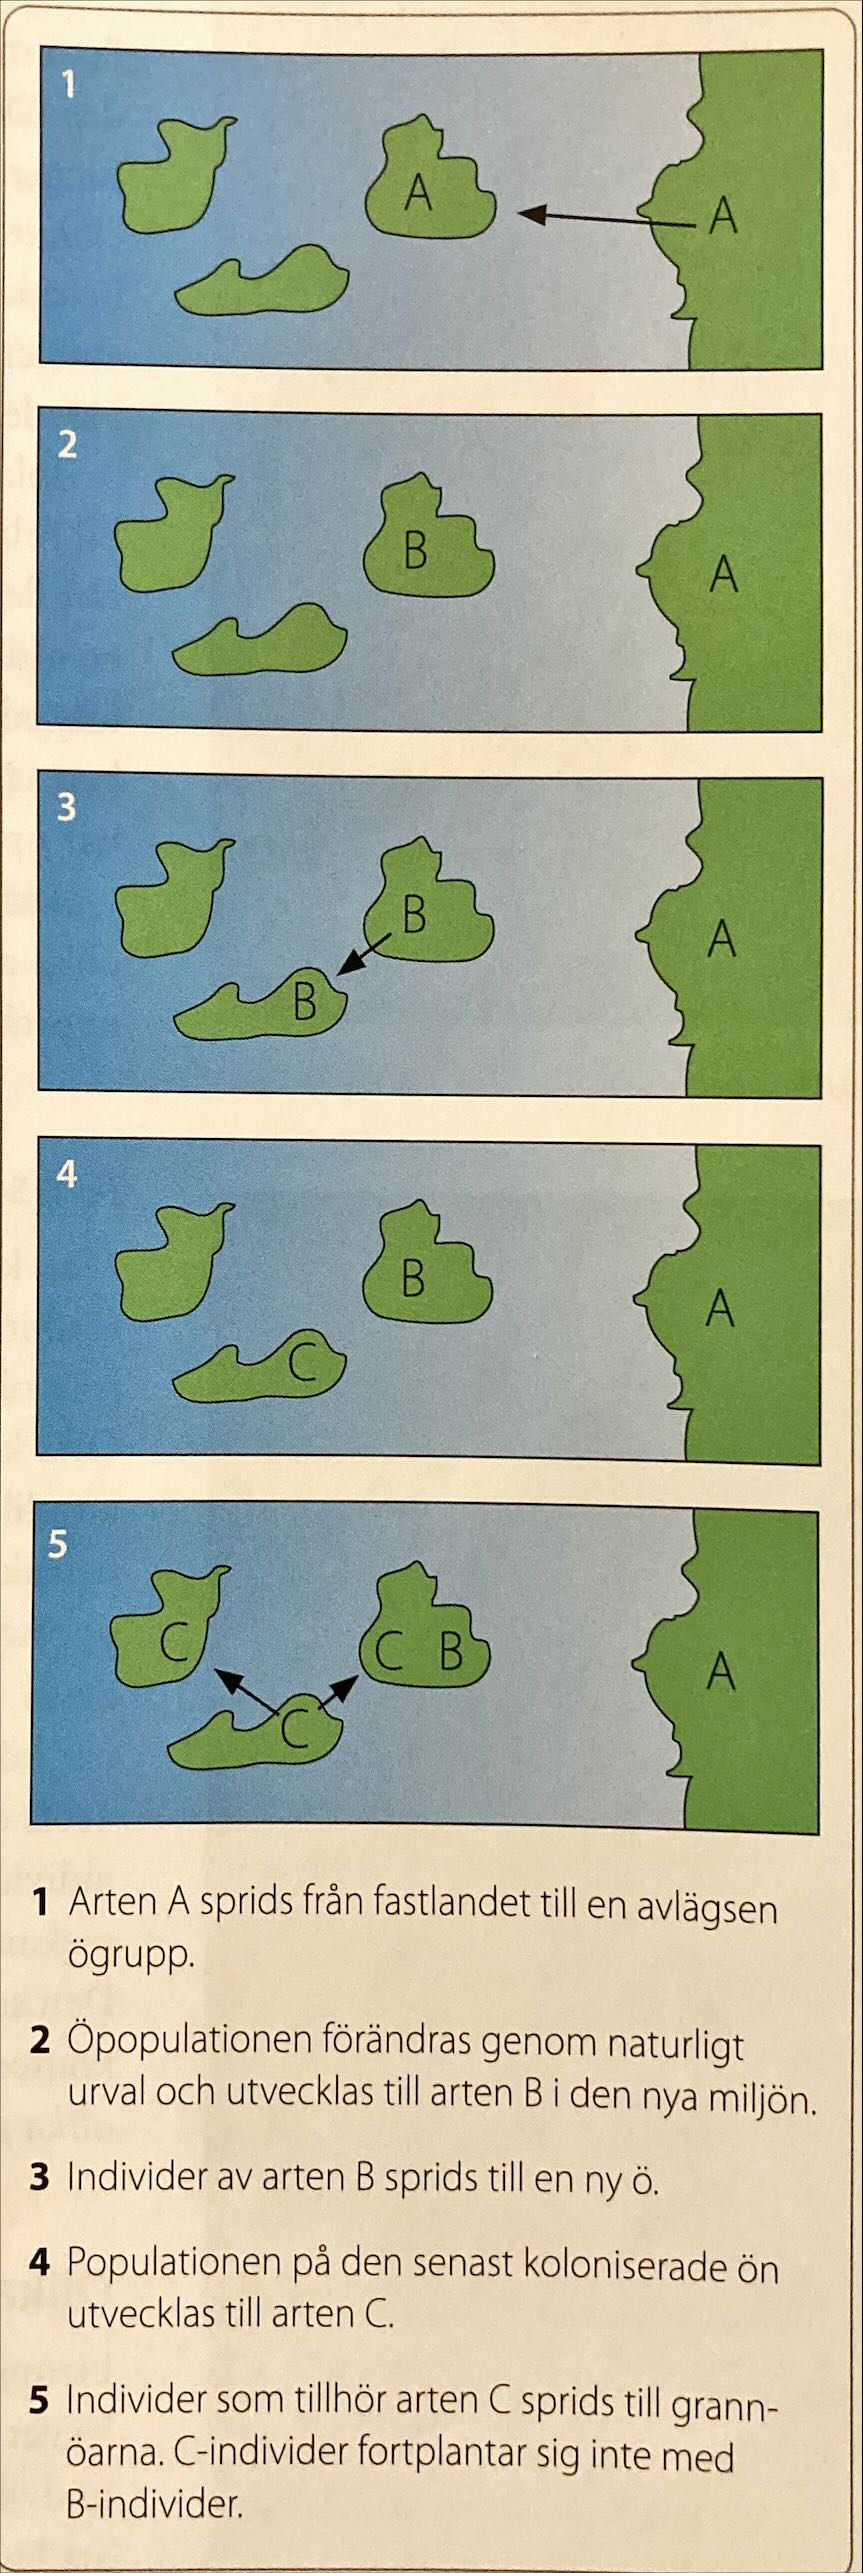 1
A
A
2
B
A
3
B
A
B
4
B
A
C
5
C
C B
A
C
1 Arten A sprids från fastlandet till en avlägsen
ögrupp.
2 Öpopulationen förändras genom naturligt
urval och utvecklas till arten B i den nya miljön.
3 Individer av arten B sprids till en ny ö.
4 Populationen på den senast koloniserade ön
utvecklas till arten C.
5 Individer som tillhör arten C sprids till grann-
öarna. C-individer fortplantar sig inte med
B-individer.